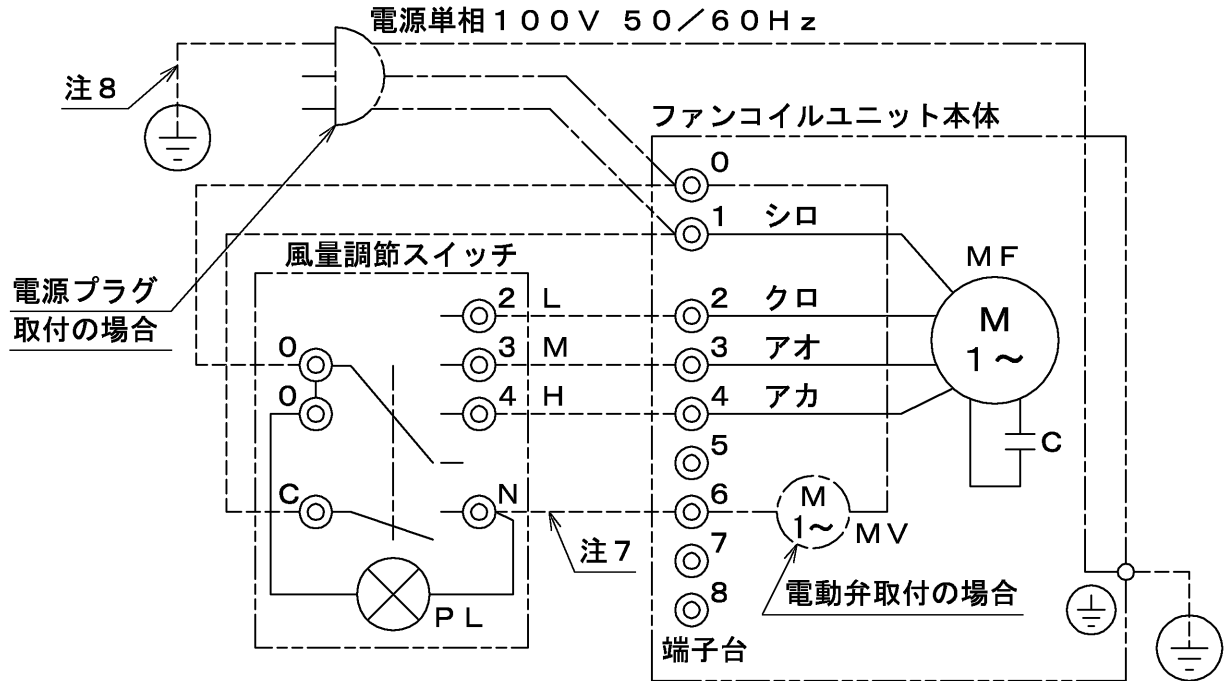 電源単相１００Ｖ ５０／６０Ｈｚ
注８
ファンコイルユニット本体
0
1 シロ
風量調節スイッチ
ＭＦ
電源プラグ
取付の場合
2 L
2 クロ
M
1～
0
3 M
3 アオ
0
4 H
4 アカ
C
5
C
N
6
M
1～
ＭＶ
注７
7
電動弁取付の場合
8
ＰＬ
端子台